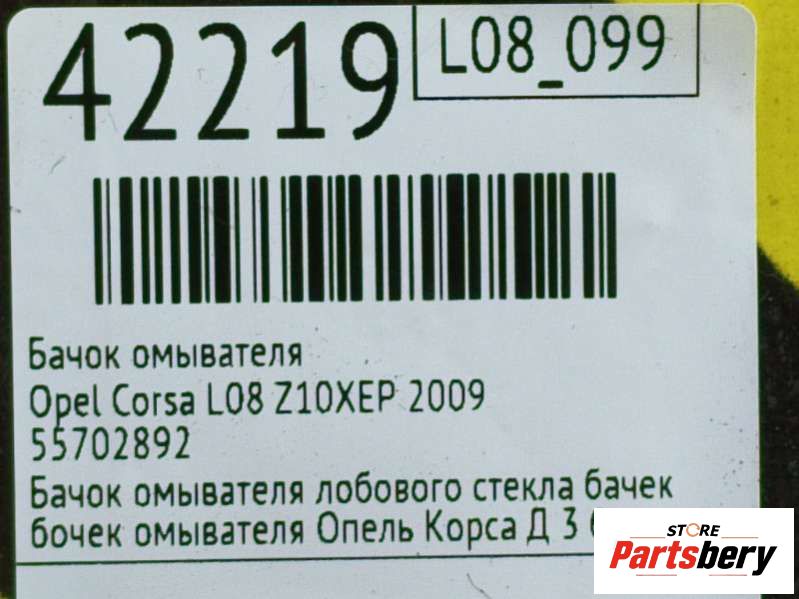 42219
L08_099
Бачок омывателя
Opel Corsa L08 Z10XEP 2009
55702892
Бачок омывателя лобового стекла бачек
бочек омывателя Опель Корса Д 3
STORE
Partsbery